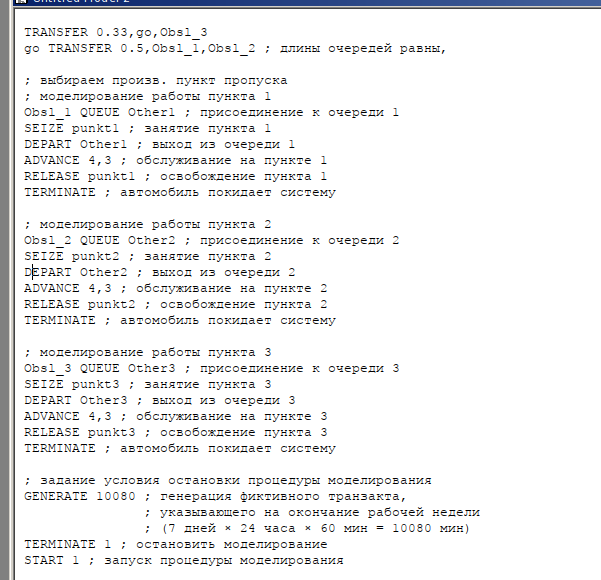 TRANSFER 0.33,go,Obsl_3
go TRANSFER 0.5,Obsl_1,Obsl_2 ; длины очередей равны,
; выбираем произв. пункт пропуска
; моделирование работы пункта 1
Obsl_1 QUEUE Other1 ; присоединение к очереди 1
SEIZE punkt1 ; занятие пункта 1
DEPART Other1 ; выход из очереди 1
ADVANCE 4,3 ; обслуживание на пункте 1
RELEASE punkt1 ; освобождение пункта 1
TERMINATE ; автомобиль покидает систему
; моделирование работы пункта 2
Obsl_2 QUEUE Other2 ; присоединение к очереди 2
SEIZE punkt2 ; занятие пункта 2
DEPART Other2 ; выход из очереди 2
ADVANCE 4,3 ; обслуживание на пункте 2
RELEASE punkt2 ; освобождение пункта 2
TERMINATE ; автомобиль покидает систему
; моделирование работы пункта 3
Obsl_3 QUEUE Other3 ; присоединение к очереди 3
SEIZE punkt3 ; занятие пункта 3
DEPART Other3 ; выход из очереди 3
ADVANCE 4,3 ; обслуживание на пункте 3
RELEASE punkt3 ; освобождение пункта 3
TERMINATE ; автомобиль покидает систему
; задание условия остановки процедуры моделирования
GENERATE 10080 ; генерация фиктивного транзакта,
; указывающего на окончание рабочей недели
; (7 дней × 24 часа × 60 мин = 10080 мин)
TERMINATE 1 ; остановить моделирование
START 1 ; запуск процедуры моделирования